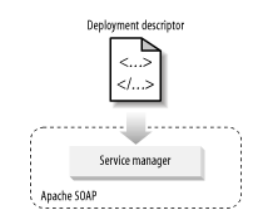 Deployment descriptor
<...>
</...>
Service manager
Apache SOAP